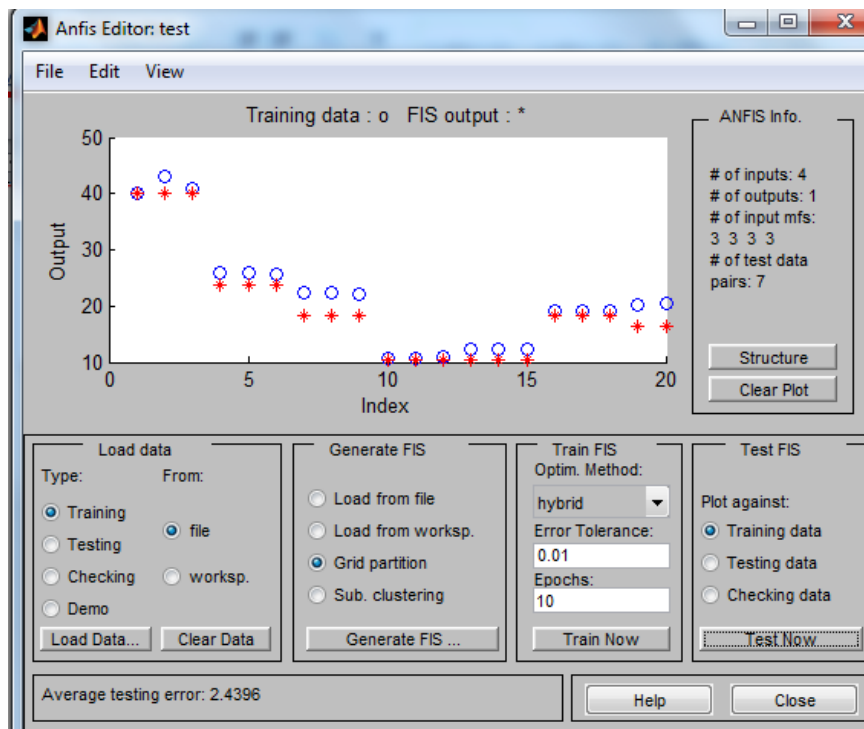 Anfis Editor: test
File Edit View
Training data : o FIS output : *
50
40
30
20
10
Output
0 5 10 15 20
Index
ANFIS Info.
# of inputs: 4
# of outputs: 1
# of input mfs:
3 3 3 3
# of test data
pairs: 7
Structure
Clear Plot
Load data
Type: From:
Training
file
Testing
Checking
worksp.
Demo
Load Data... Clear Data
Generate FIS
Load from file
Load from worksp.
Grid partition
Sub. clustering
Generate FIS ...
Train FIS
Optim. Method:
hybrid
Error Tolerance:
0.01
Epochs:
10
Train Now
Test FIS
Plot against:
Training data
Testing data
Checking data
Test Now
Average testing error: 2.4396
Help Close